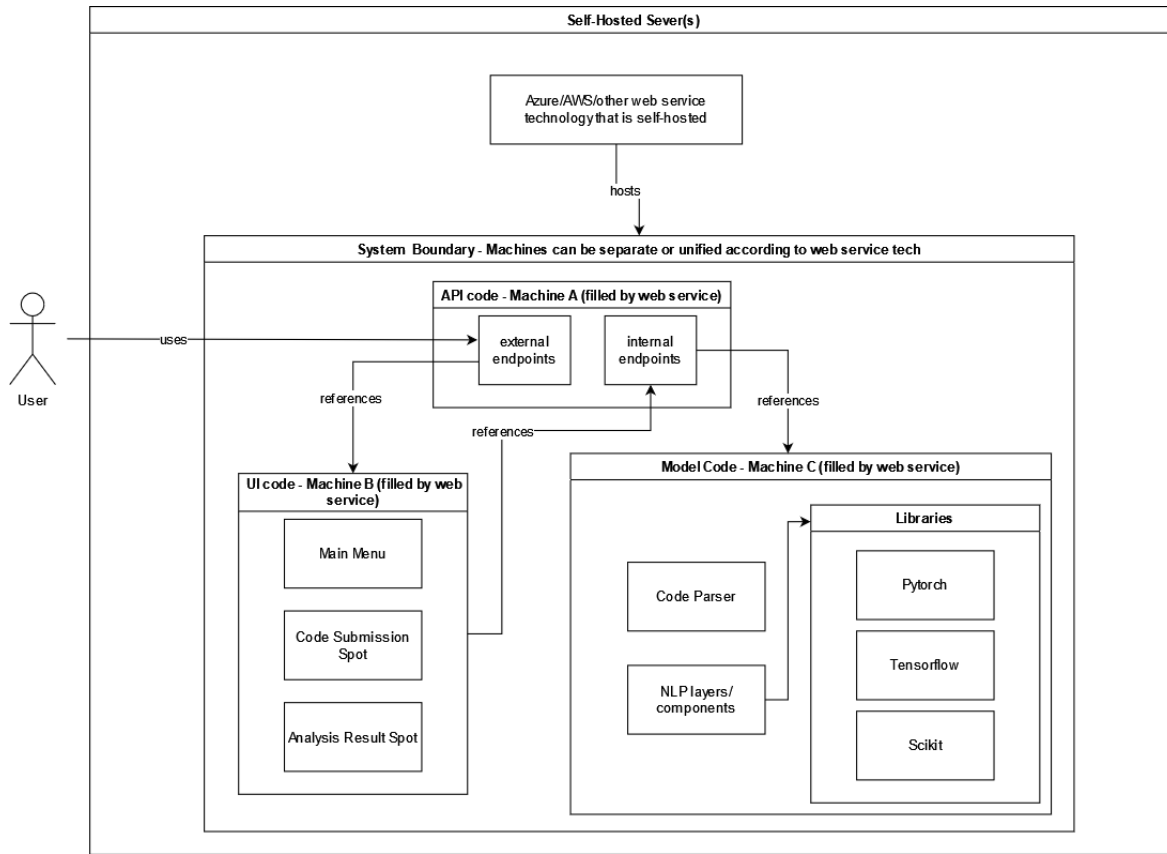 Self-Hosted Sever(s)
Azure/AWS/other web service
technology that is self-hosted
hosts
System Boundary - Machines can be separate or unified according to web service tech
API code - Machine A (filled by web service)
external
endpoints
internal
endpoints
uses
User
references
references
references
UI code - Machine B (filled by web
service)
Main Menu
Code Submission
Spot
Analysis Result Spot
Model Code - Machine C (filled by web service)
Code Parser
NLP layers/
components
Libraries
Pytorch
Tensorflow
Scikit